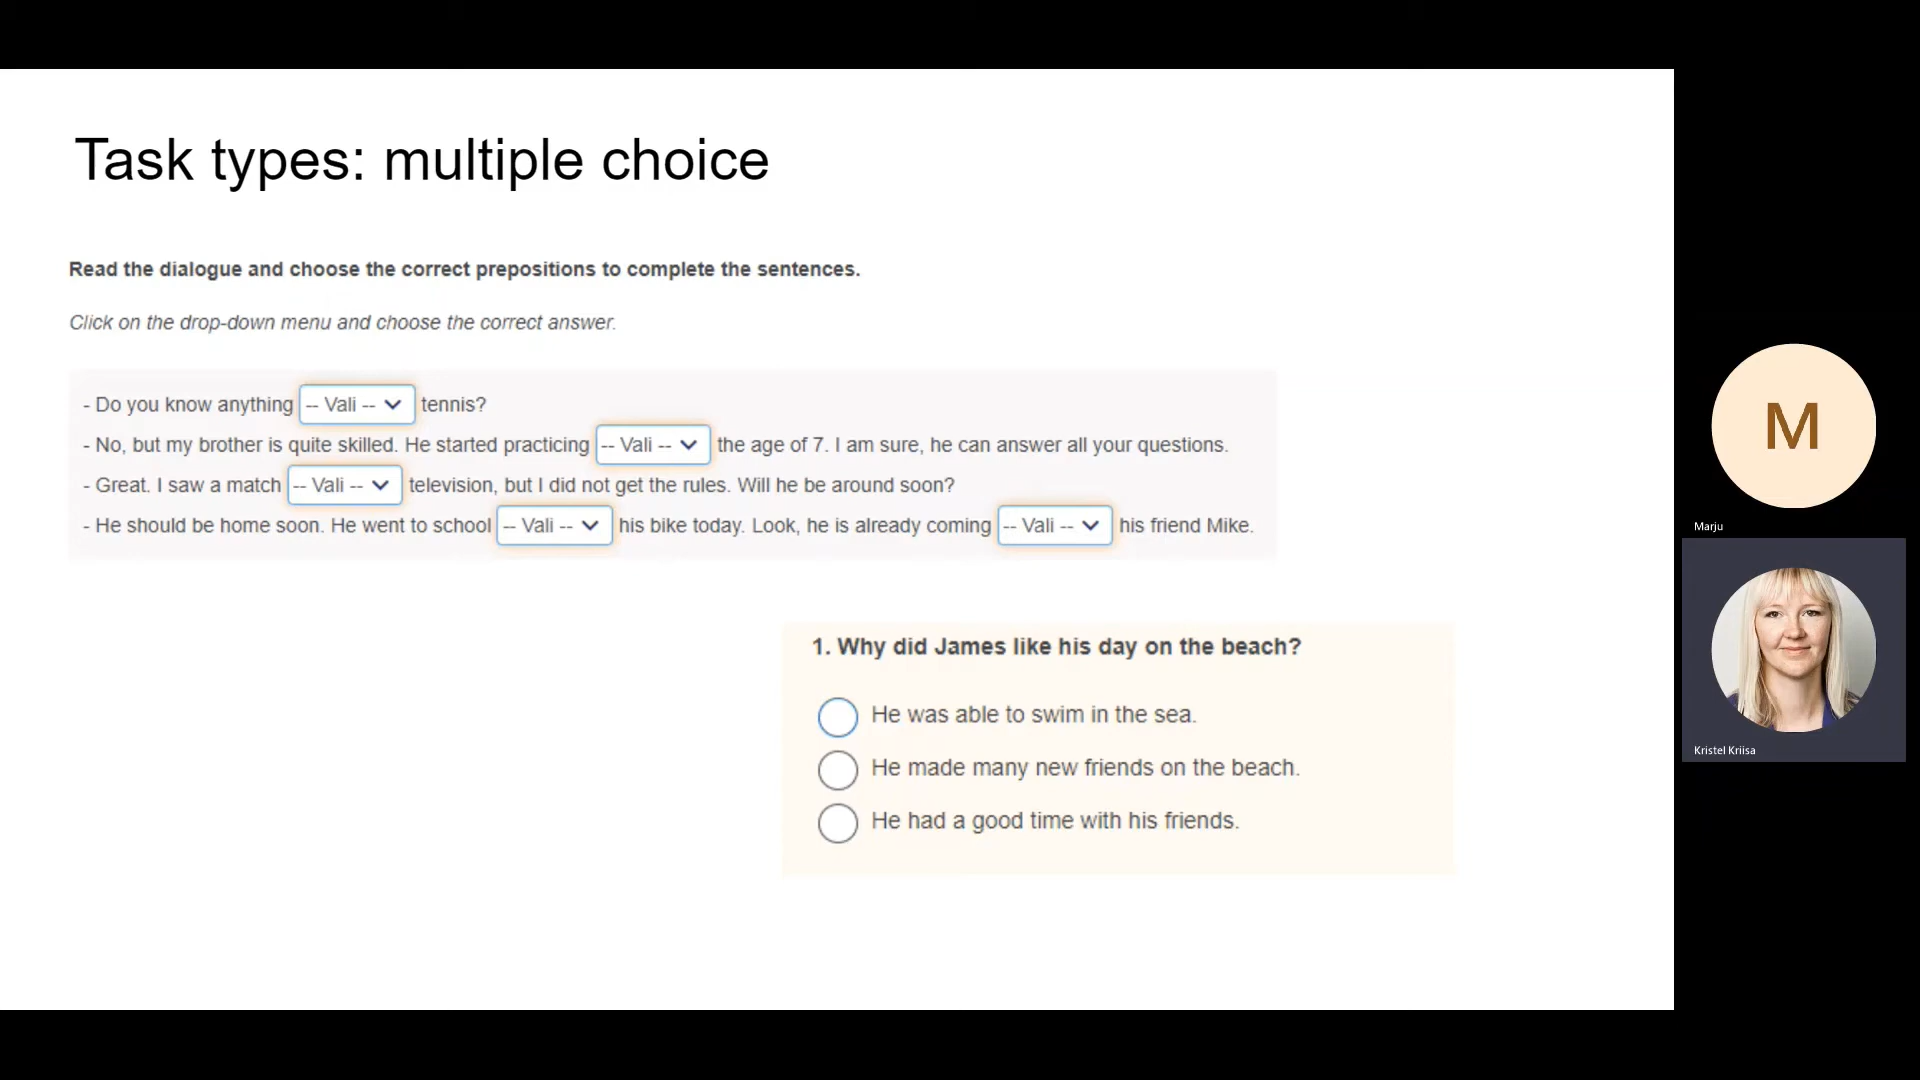 Task types: multiple choice
Read the dialogue and choose the correct prepositions to complete the sentences.
Click on the drop-down menu and choose the correct answer.
- Do you know anything -- Vali -- tennis?
- No, but my brother is quite skilled. He started practicing -- Vali -- the age of 7. I am sure, he can answer all your questions.
- Great. I saw a match -- Vali -- television, but I did not get the rules. Will he be around soon?
- He should be home soon. He went to school -- Vali -- his bike today. Look, he is already coming -- Vali -- his friend Mike.
1. Why did James like his day on the beach?
He was able to swim in the sea.
He made many new friends on the beach.
He had a good time with his friends.
M
Marju
Kristel Kriisa